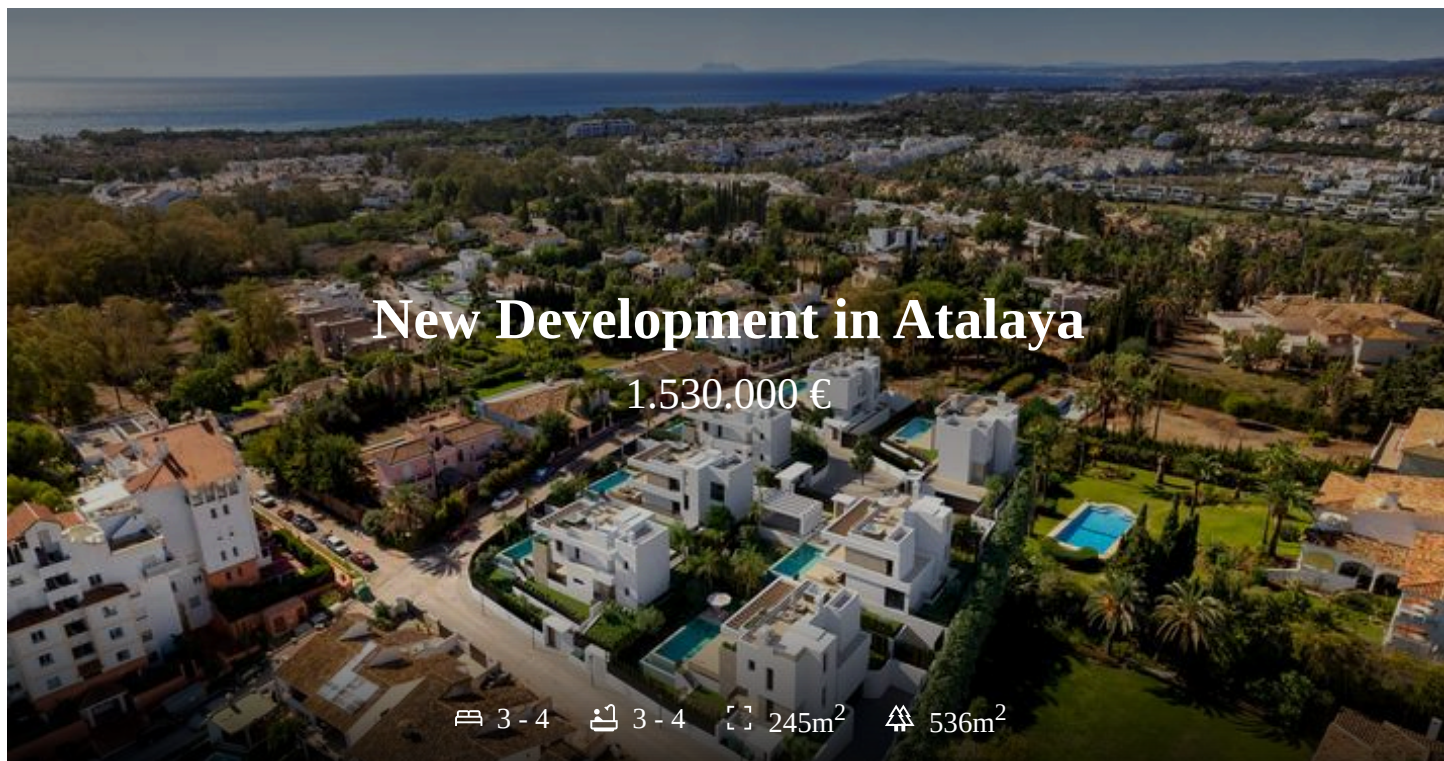 New Development in Atalaya
1.530.000 €
3 - 4 3 - 4 245m² 536m²